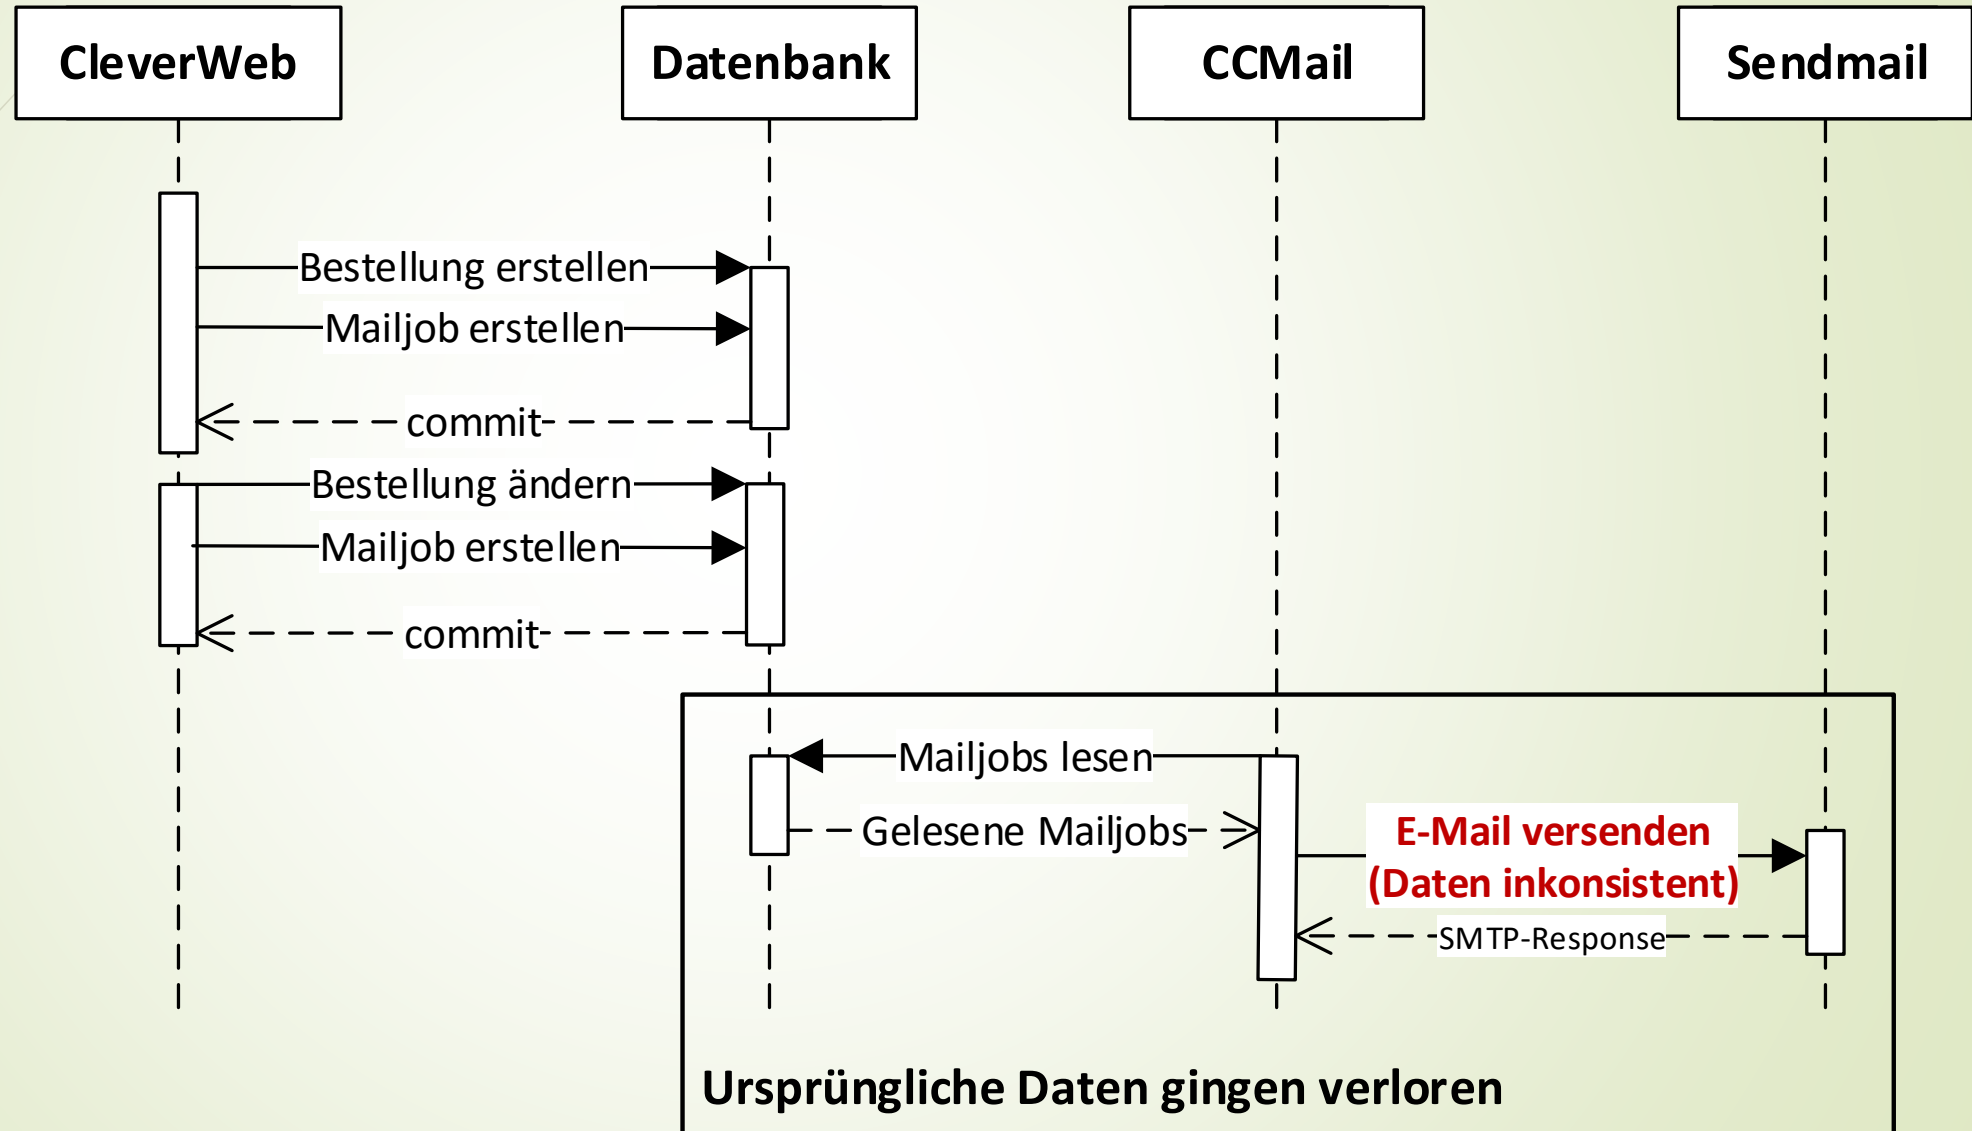 CleverWeb
Datenbank
CCMail
Sendmail
Bestellung erstellen
Mailjob erstellen
commit
Bestellung ändern
Mailjob erstellen
commit
Mailjobs lesen
Gelesene Mailjobs
E-Mail versenden
(Daten inkonsistent)
SMTP-Response
Ursprüngliche Daten gingen verloren